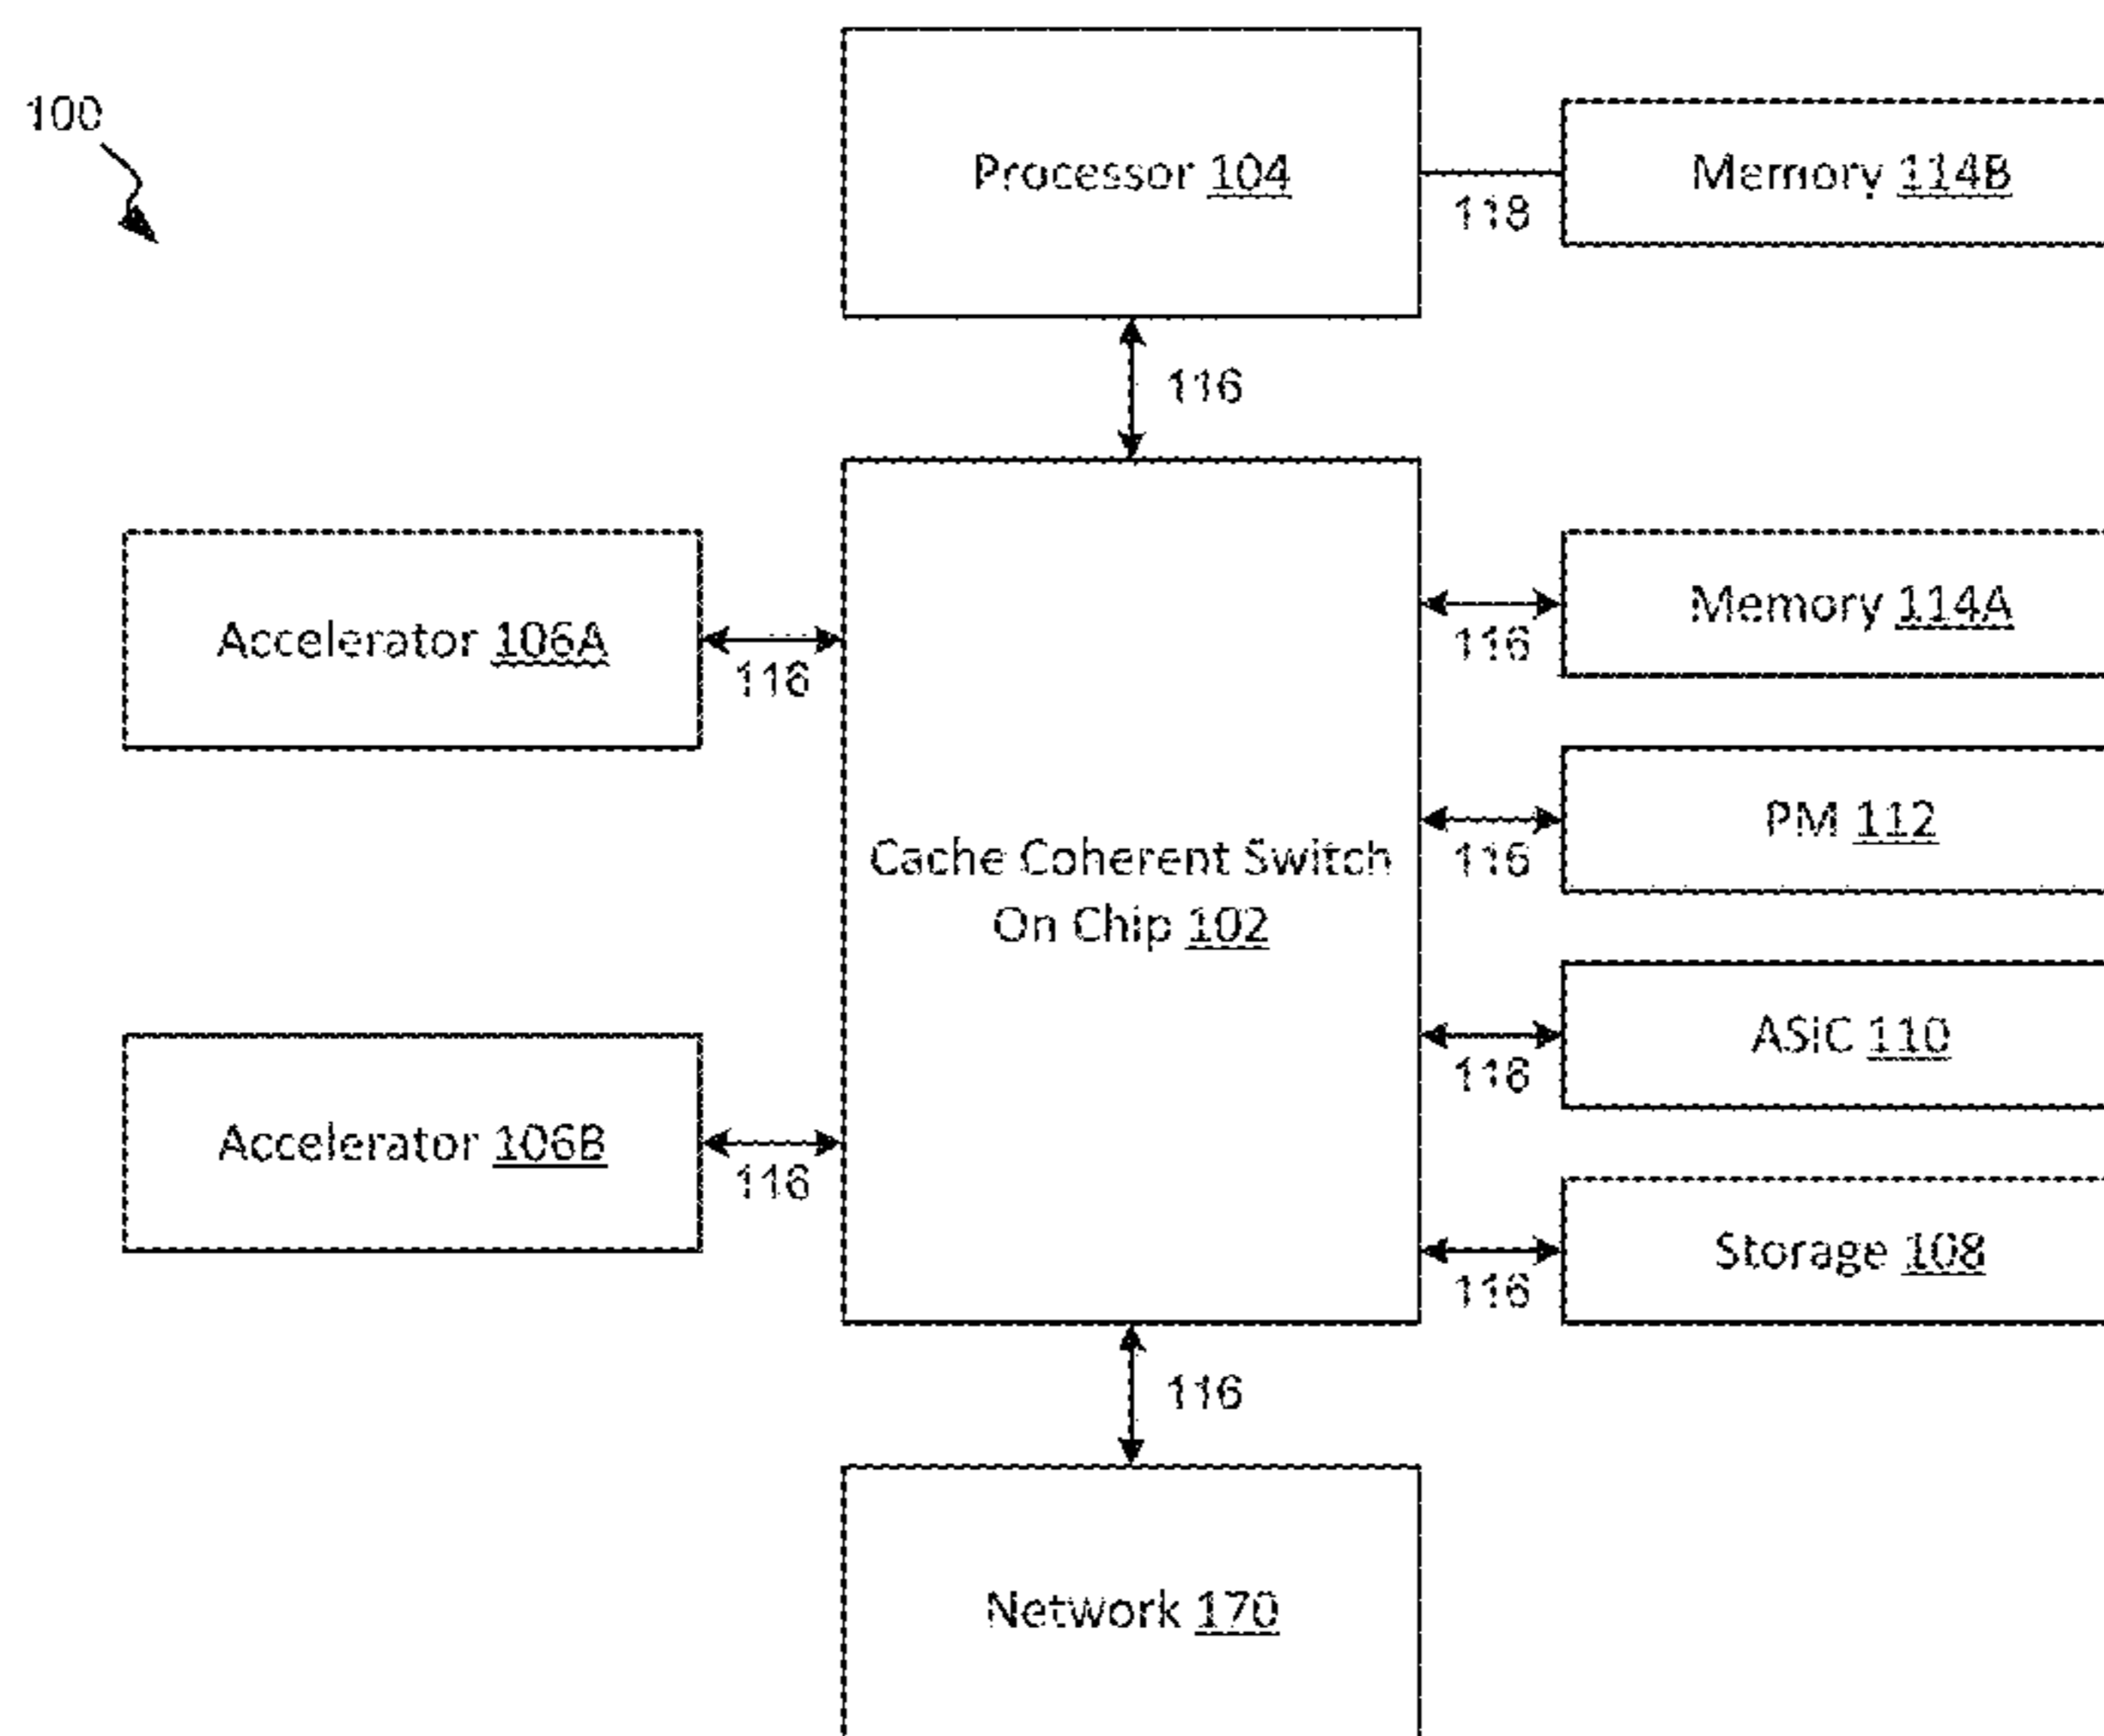 100
Processor 104
Memory 114B
118
116
Memory 114A
116
Accelerator 106A
116
PM 112
116
Cache Coherent Switch
On Chip 102
ASIC 110
116
Accelerator 106B
116
Storage 108
116
116
Network 170